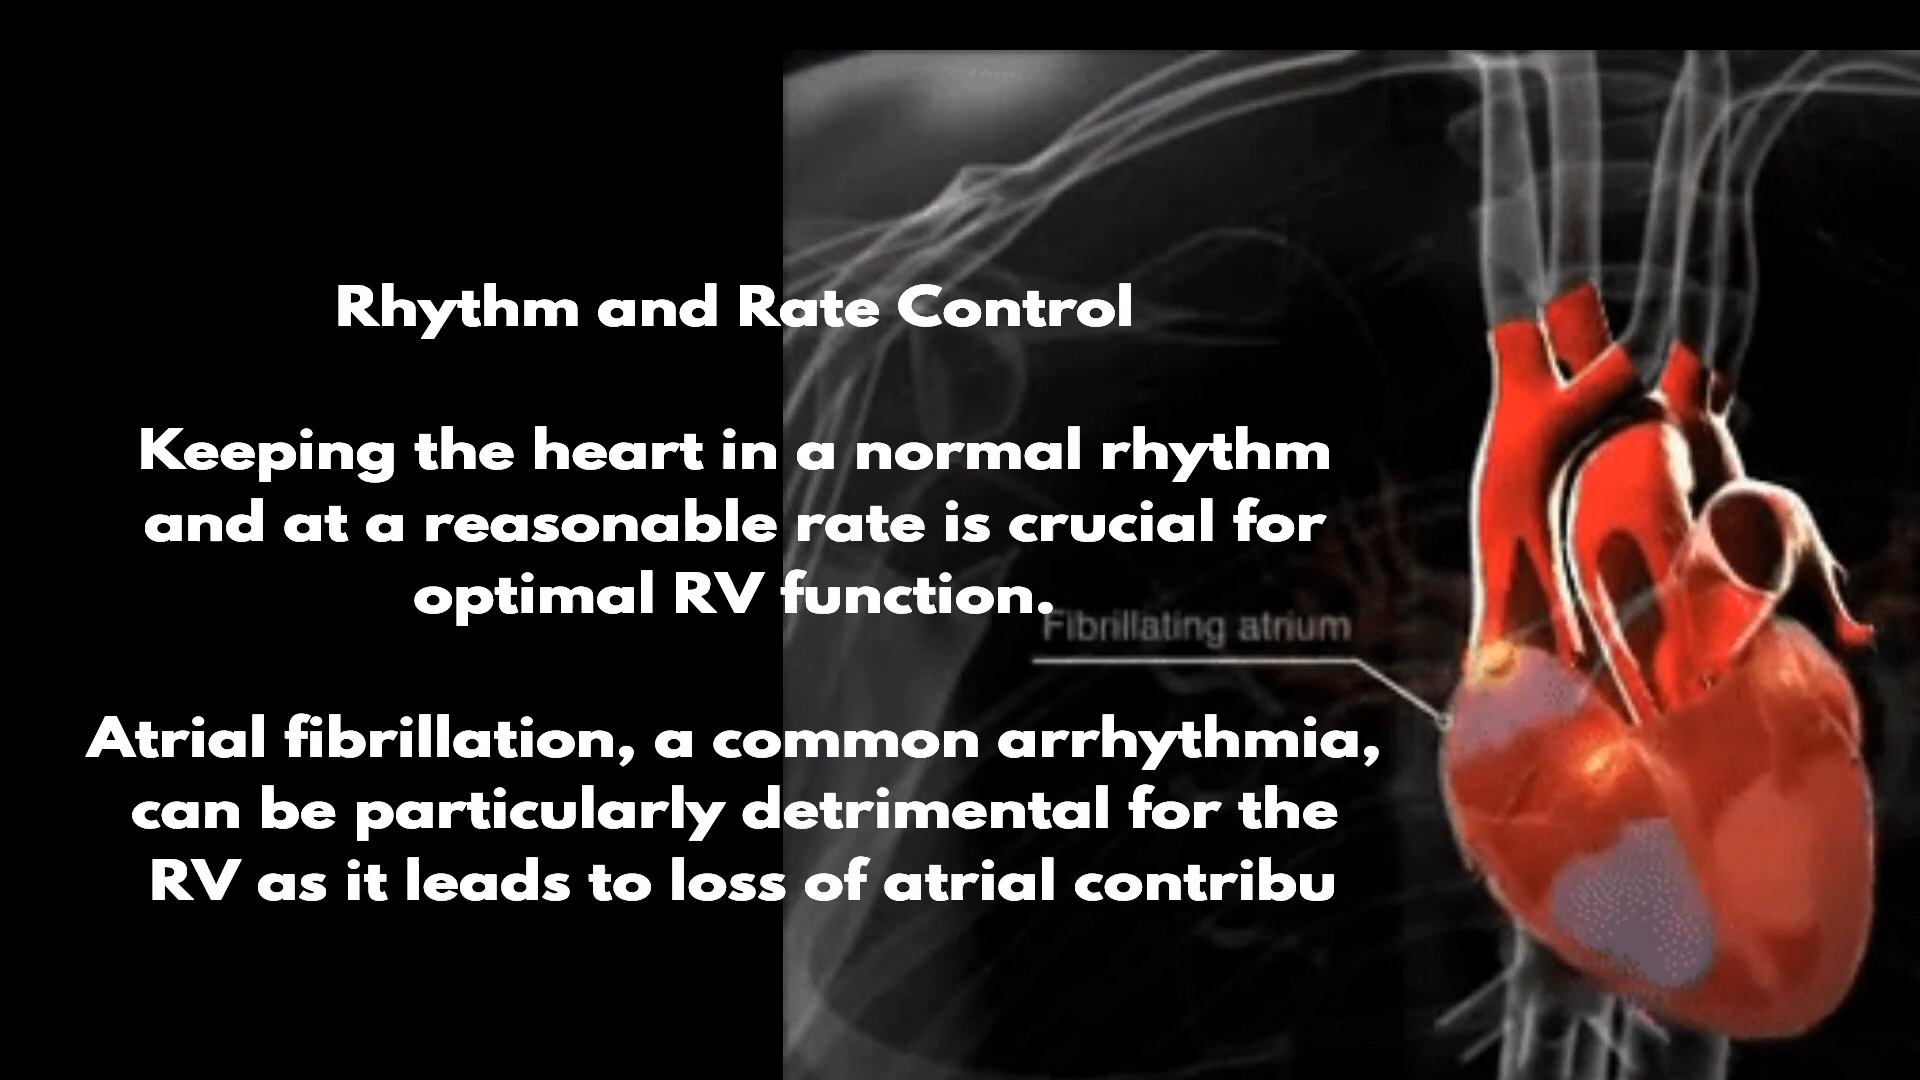 Rhythm and Rate Control
Keeping the heart in a normal rhythm
and at a reasonable rate is crucial for
optimal RV function.
Fibrillating atrium
Atrial fibrillation, a common arrhythmia,
can be particularly detrimental for the
RV as it leads to loss of atrial contribu